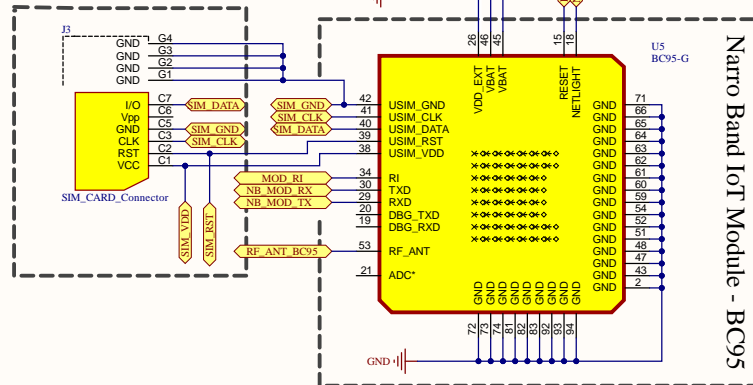 J3
GND G4
GND G3
GND G2
GND G1
I/O C7 SIM_DATA
Vpp C6
GND C5 SIM_GND
CLK C3 SIM_CLK
RST C2
VCC C1
SIM_CARD_Connector
SIM_VDD
SIM_RST
SIM_GND 42 USIM_GND
SIM_CLK 41 USIM_CLK
SIM_DATA 40 USIM_DATA
39 USIM_RST
38 USIM_VDD
MOD_RI 34 RI
NB_MOD_RX 30 TXD
NB_MOD_TX 29 RXD
20 DBG_TXD
19 DBG_RXD
RF_ANT_BC95 53 RF_ANT
21 ADC*
26 VDD_EXT
46 VBAT
45 VBAT
15 RESET
18 NETLIGHT
U5
BC95-G
GND 71
GND 66
GND 65
GND 64
GND 63
GND 62
GND 61
GND 60
GND 59
GND 54
GND 52
GND 51
GND 48
GND 47
GND 43
GND 2
GND 72
GND 73
GND 74
GND 81
GND 82
GND 83
GND 92
GND 93
GND 94
GND
Narro Band IoT Module - BC95